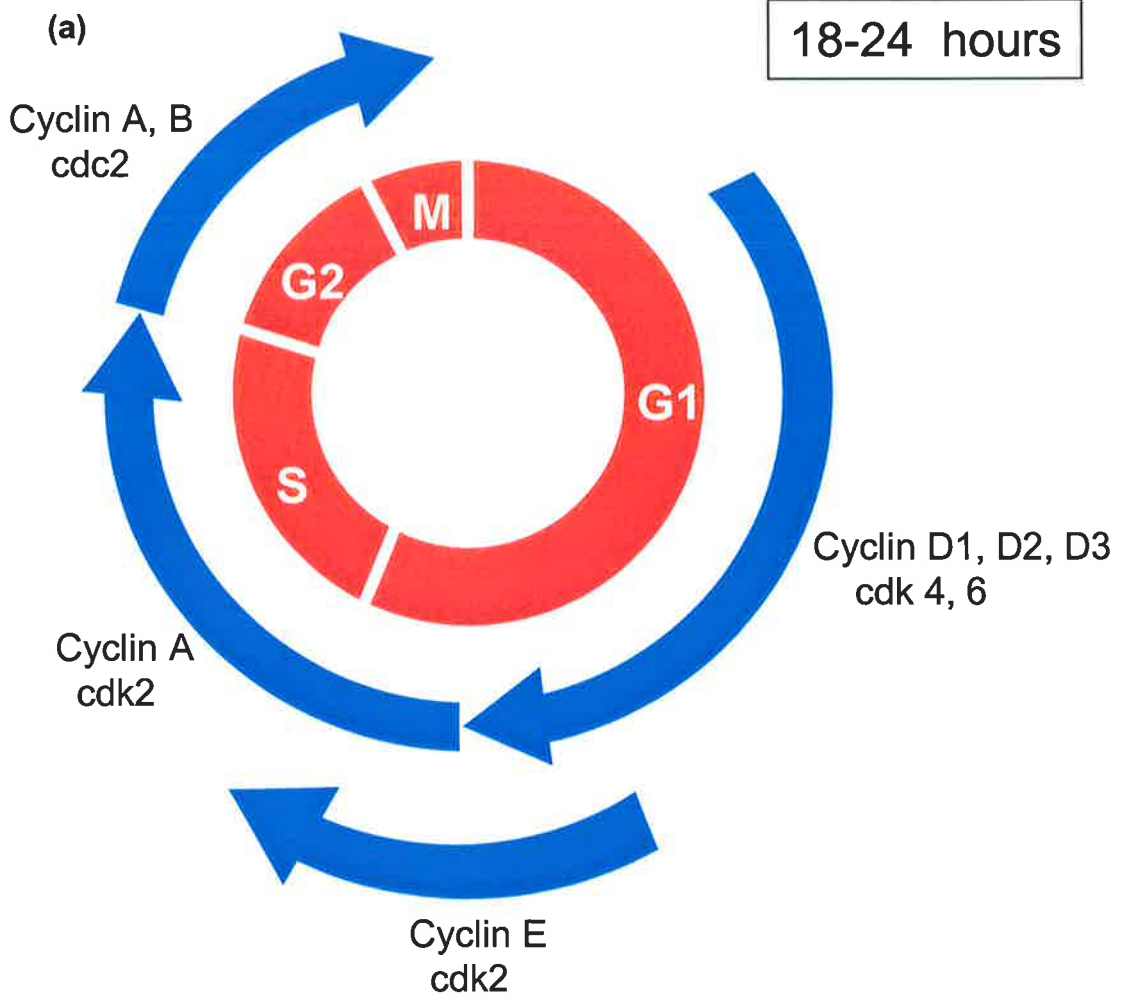 (a)
18-24 hours
Cyclin A, B
cdc2
M
G2
G1
S
Cyclin D1, D2, D3
cdk 4, 6
Cyclin A
cdk2
Cyclin E
cdk2